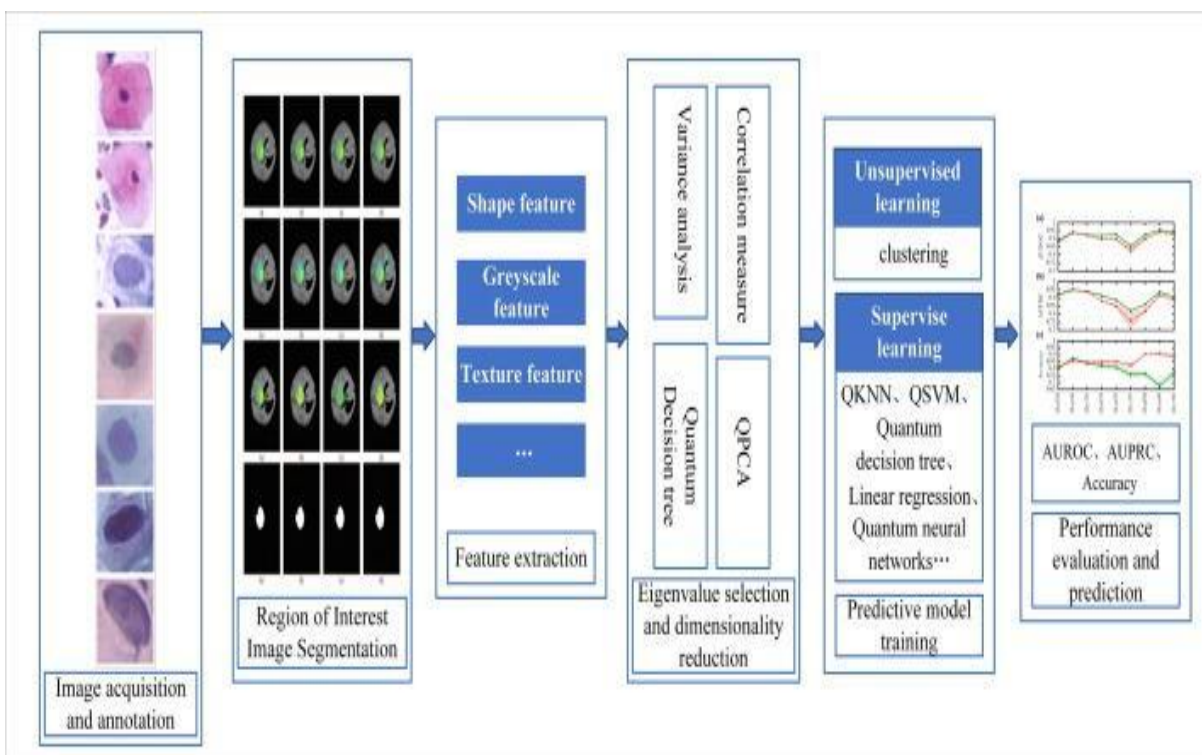 Image acquisition
and annotation
Region of Interest
Image Segmentation
Shape feature
Greyscale
feature
Texture feature
...
Feature extraction
Variance analysis
Correlation measure
Quantum
Decision tree
QPCA
Eigenvalue selection
and dimensionality
reduction
Unsupervised
learning
clustering
Supervise
learning
QKNN、QSVM、
Quantum
decision tree、
Linear regression、
Quantum neural
networks…
Predictive model
training
AUROC、AUPRC、
Accuracy
Performance
evaluation and
prediction